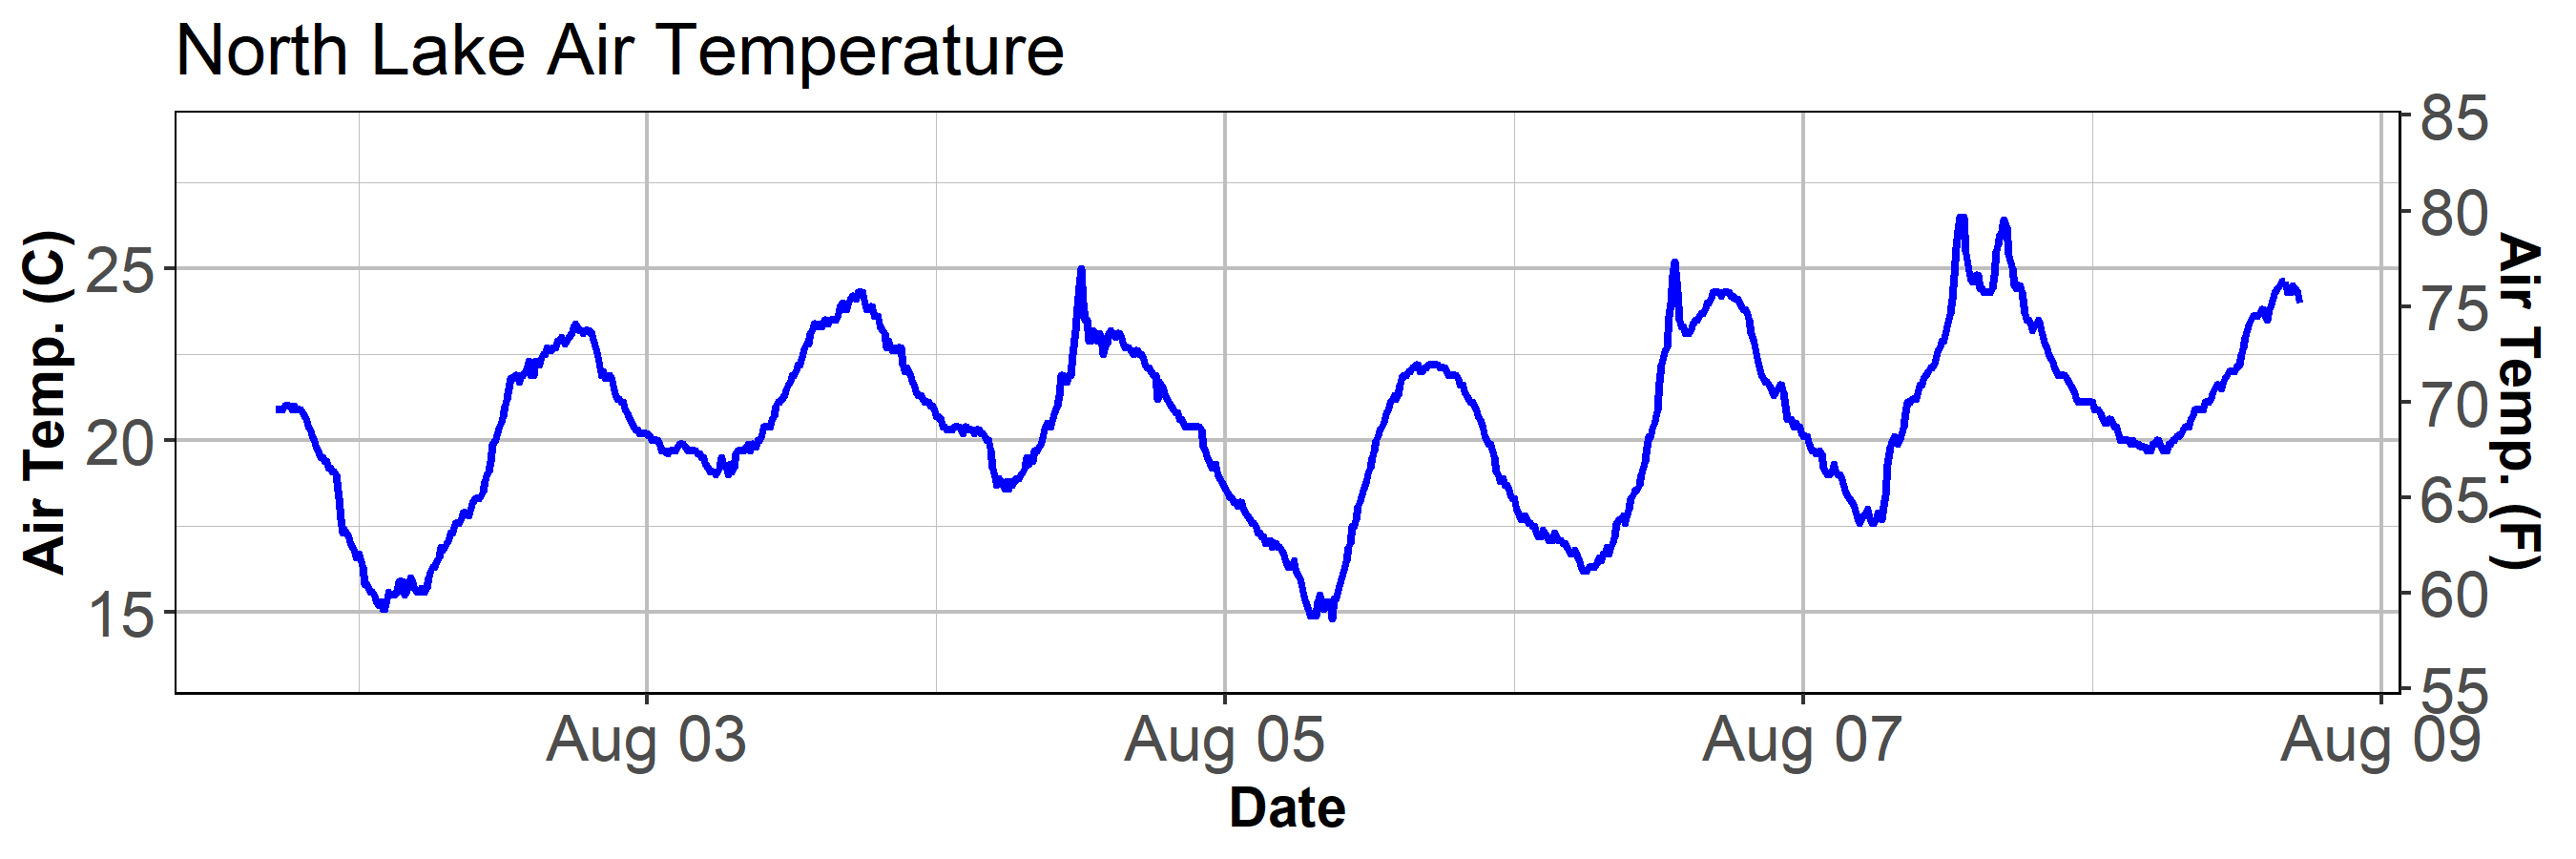 North Lake Air Temperature
Air Temp. (C)
25
20
15
85
80
75
70
65
60
55
Air Temp. (F)
Aug 03 Aug 05 Aug 07 Aug 09
Date